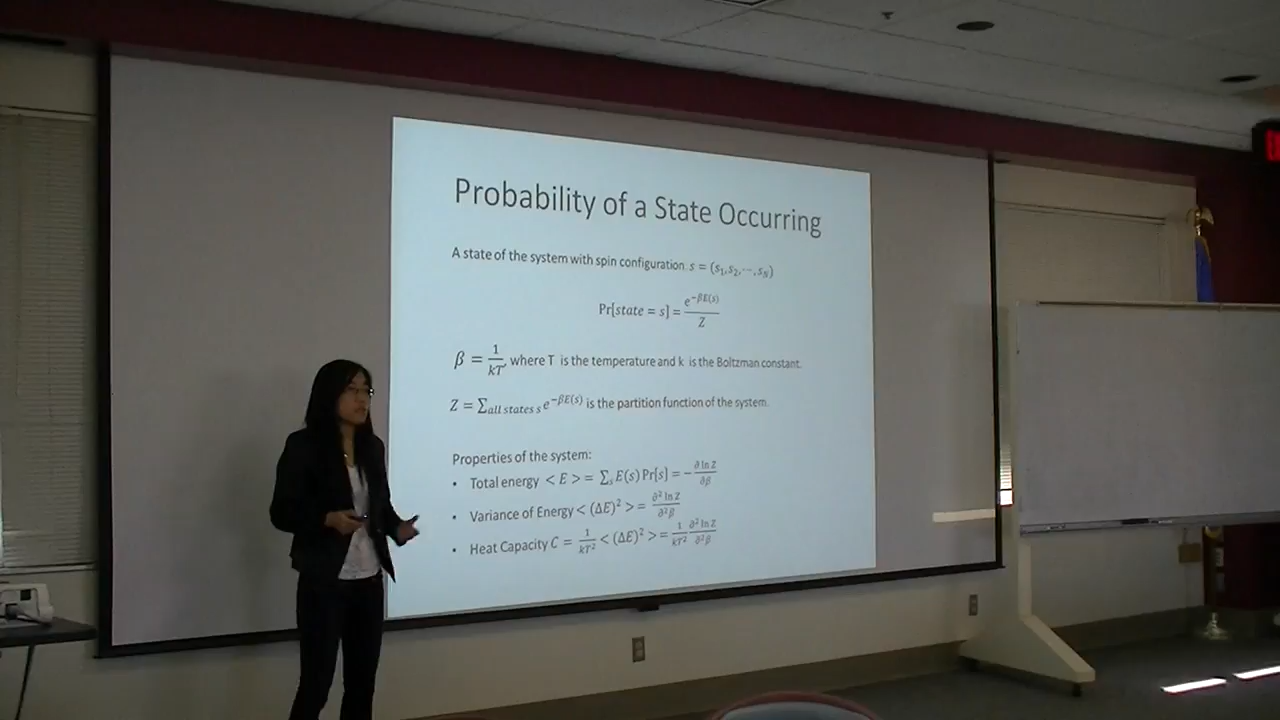 Probability of a State Occurring
A state of the system with spin configuration s = (s₁, s₂, ⋯, s_N)
Pr[state = s] = e^{−βE(s)} / Z
β = 1/kT, where T is the temperature and k is the Boltzman constant.
Z = ∑_{all states s} e^{−βE(s)} is the partition function of the system.
Properties of the system:
• Total energy < E > = ∑_s E(s) Pr[s] = − ∂ ln Z / ∂β
• Variance of Energy < (ΔE)² > = ∂² ln Z / ∂²β
• Heat Capacity C = 1/kT² < (ΔE)² > = 1/kT² ∂² ln Z / ∂²β